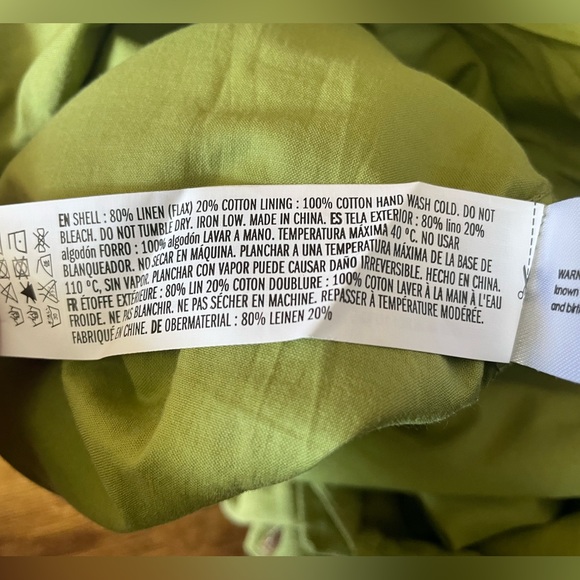 EN SHELL : 80% LINEN (FLAX) 20% COTTON LINING : 100% COTTON HAND WASH COLD. DO NOT
BLEACH. DO NOT TUMBLE DRY. IRON LOW. MADE IN CHINA. ES TELA EXTERIOR : 80% lino 20%
algodón FORRO : 100% algodón LAVAR A MANO. TEMPERATURA MÁXIMA 40 °C. NO USAR
BLANQUEADOR. NO SECAR EN MÁQUINA. PLANCHAR A UNA TEMPERATURA MÁXIMA DE LA BASE DE
110 °C, SIN VAPOR. PLANCHAR CON VAPOR PUEDE CAUSAR DAÑO IRREVERSIBLE. HECHO EN CHINA.
FR ÉTOFFE EXTÉRIEURE : 80% LIN 20% COTON DOUBLURE : 100% COTON LAVER À LA MAIN À L'EAU
FROIDE. NE PAS BLANCHIR. NE PAS SÉCHER EN MACHINE. REPASSER À TEMPÉRATURE MODÉRÉE.
FABRIQUÉ EN CHINE. DE OBERMATERIAL : 80% LEINEN 20%
WARN
known
and birth